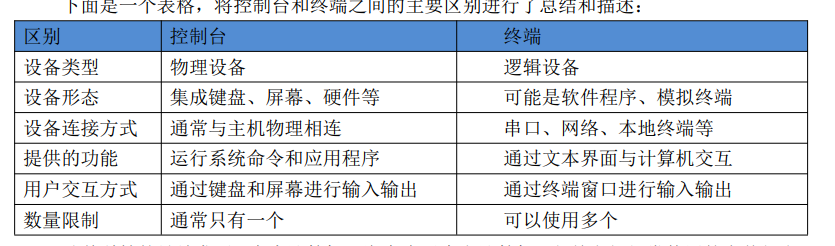 下面是一个表格，将控制台和终端之间的主要区别进行了总结和描述：
区别 控制台 终端
设备类型 物理设备 逻辑设备
设备形态 集成键盘、屏幕、硬件等 可能是软件程序、模拟终端
设备连接方式 通常与主机物理相连 串口、网络、本地终端等
提供的功能 运行系统命令和应用程序 通过文本界面与计算机交互
用户交互方式 通过键盘和屏幕进行输入输出 通过终端窗口进行输入输出
数量限制 通常只有一个 可以使用多个